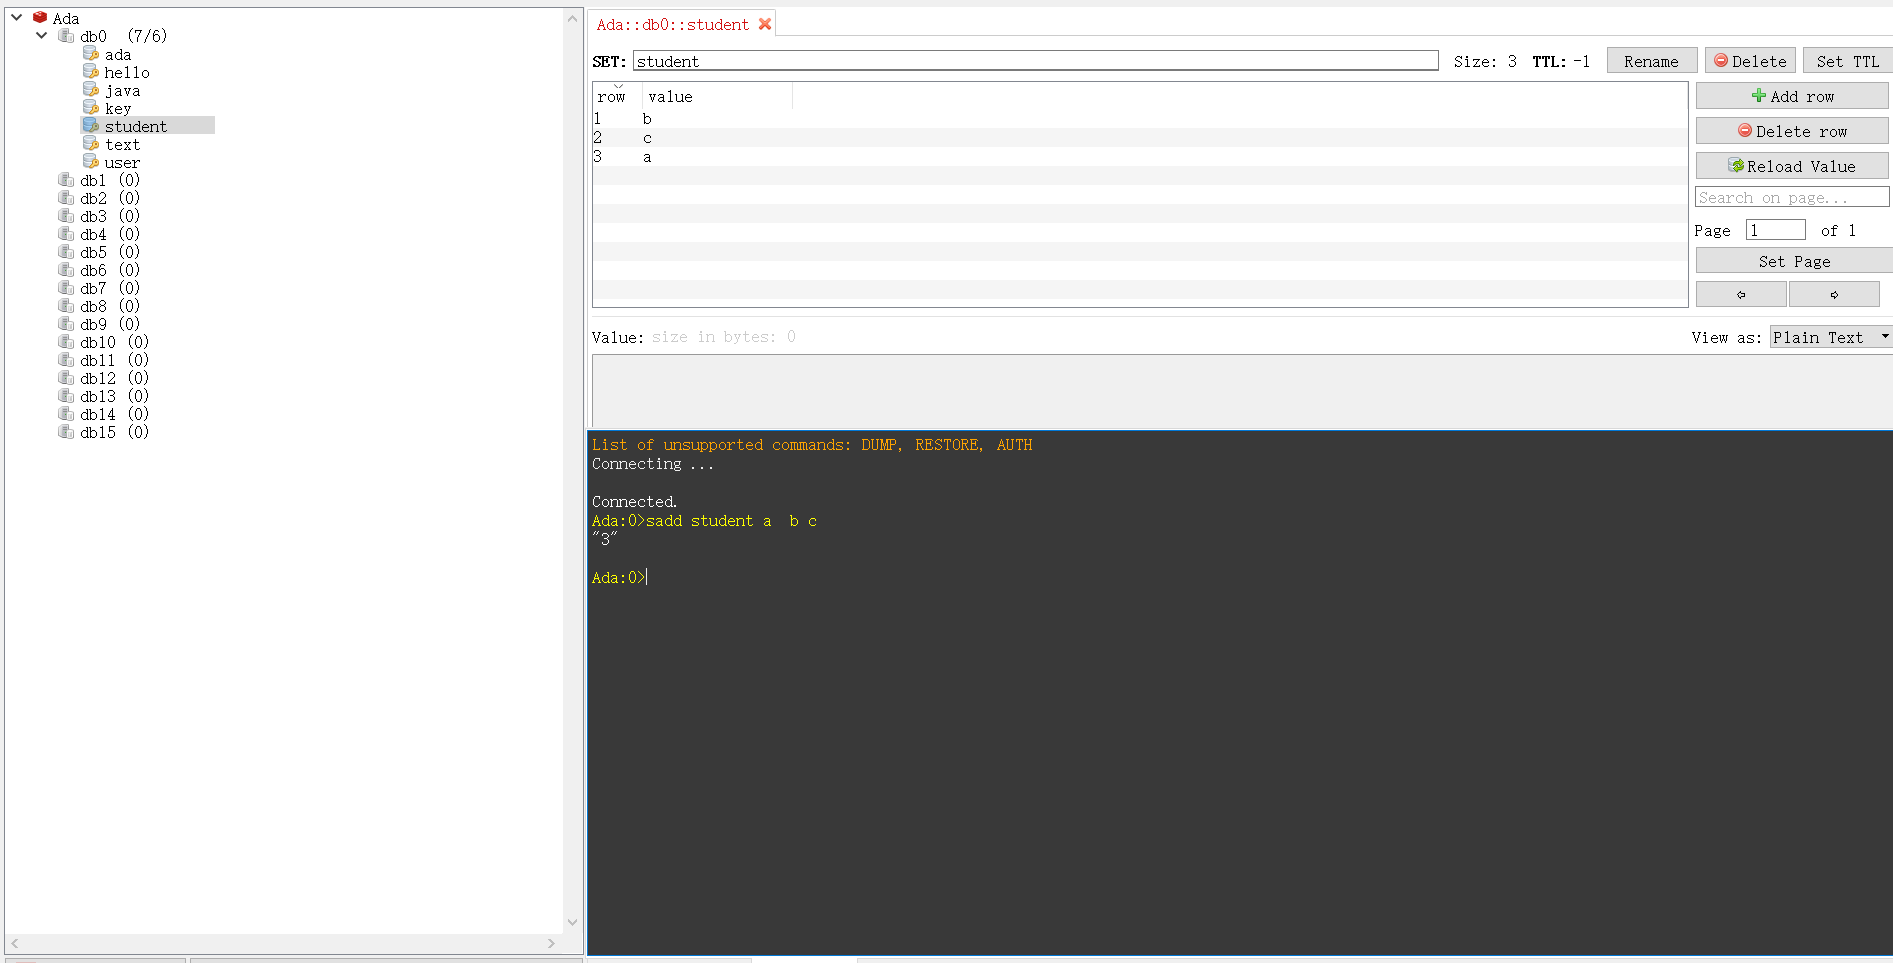 Ada
db0  (7/6)
ada
hello
java
key
student
text
user
db1 (0)
db2 (0)
db3 (0)
db4 (0)
db5 (0)
db6 (0)
db7 (0)
db8 (0)
db9 (0)
db10 (0)
db11 (0)
db12 (0)
db13 (0)
db14 (0)
db15 (0)
Ada::db0::student
SET: student Size: 3 TTL: -1 Rename Delete Set TTL
row value
1 b
2 c
3 a
Add row
Delete row
Reload Value
Search on page...
Page 1 of 1
Set Page
Value: size in bytes: 0 View as: Plain Text
List of unsupported commands: DUMP, RESTORE, AUTH
Connecting ...
Connected.
Ada:0>sadd student a  b c
"3"
Ada:0>